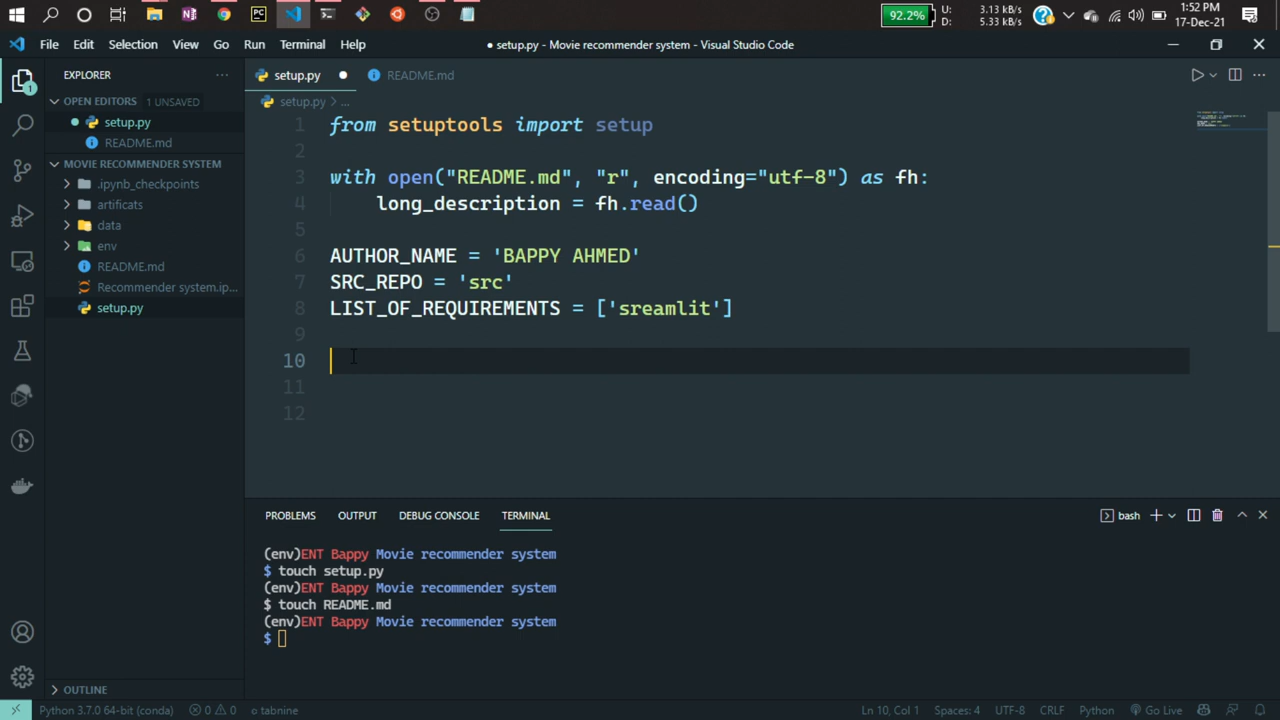 92.2%
U: 3.13 kB/s
D: 5.33 kB/s
1:52 PM
17-Dec-21
File Edit Selection View Go Run Terminal Help
● setup.py - Movie recommender system - Visual Studio Code
EXPLORER
OPEN EDITORS 1 UNSAVED
setup.py
README.md
MOVIE RECOMMENDER SYSTEM
.ipynb_checkpoints
artificats
data
env
README.md
Recommender system.ip...
setup.py
OUTLINE
setup.py ● README.md
setup.py > ...
1 from setuptools import setup
2
3 with open("README.md", "r", encoding="utf-8") as fh:
4 long_description = fh.read()
5
6 AUTHOR_NAME = 'BAPPY AHMED'
7 SRC_REPO = 'src'
8 LIST_OF_REQUIREMENTS = ['sreamlit']
9
10
11
12
PROBLEMS OUTPUT DEBUG CONSOLE TERMINAL
bash
(env)ENT Bappy Movie recommender system
$ touch setup.py
(env)ENT Bappy Movie recommender system
$ touch README.md
(env)ENT Bappy Movie recommender system
$
Python 3.7.0 64-bit (conda) 0 0 tabnine
Ln 10, Col 1 Spaces: 4 UTF-8 CRLF Python Go Live